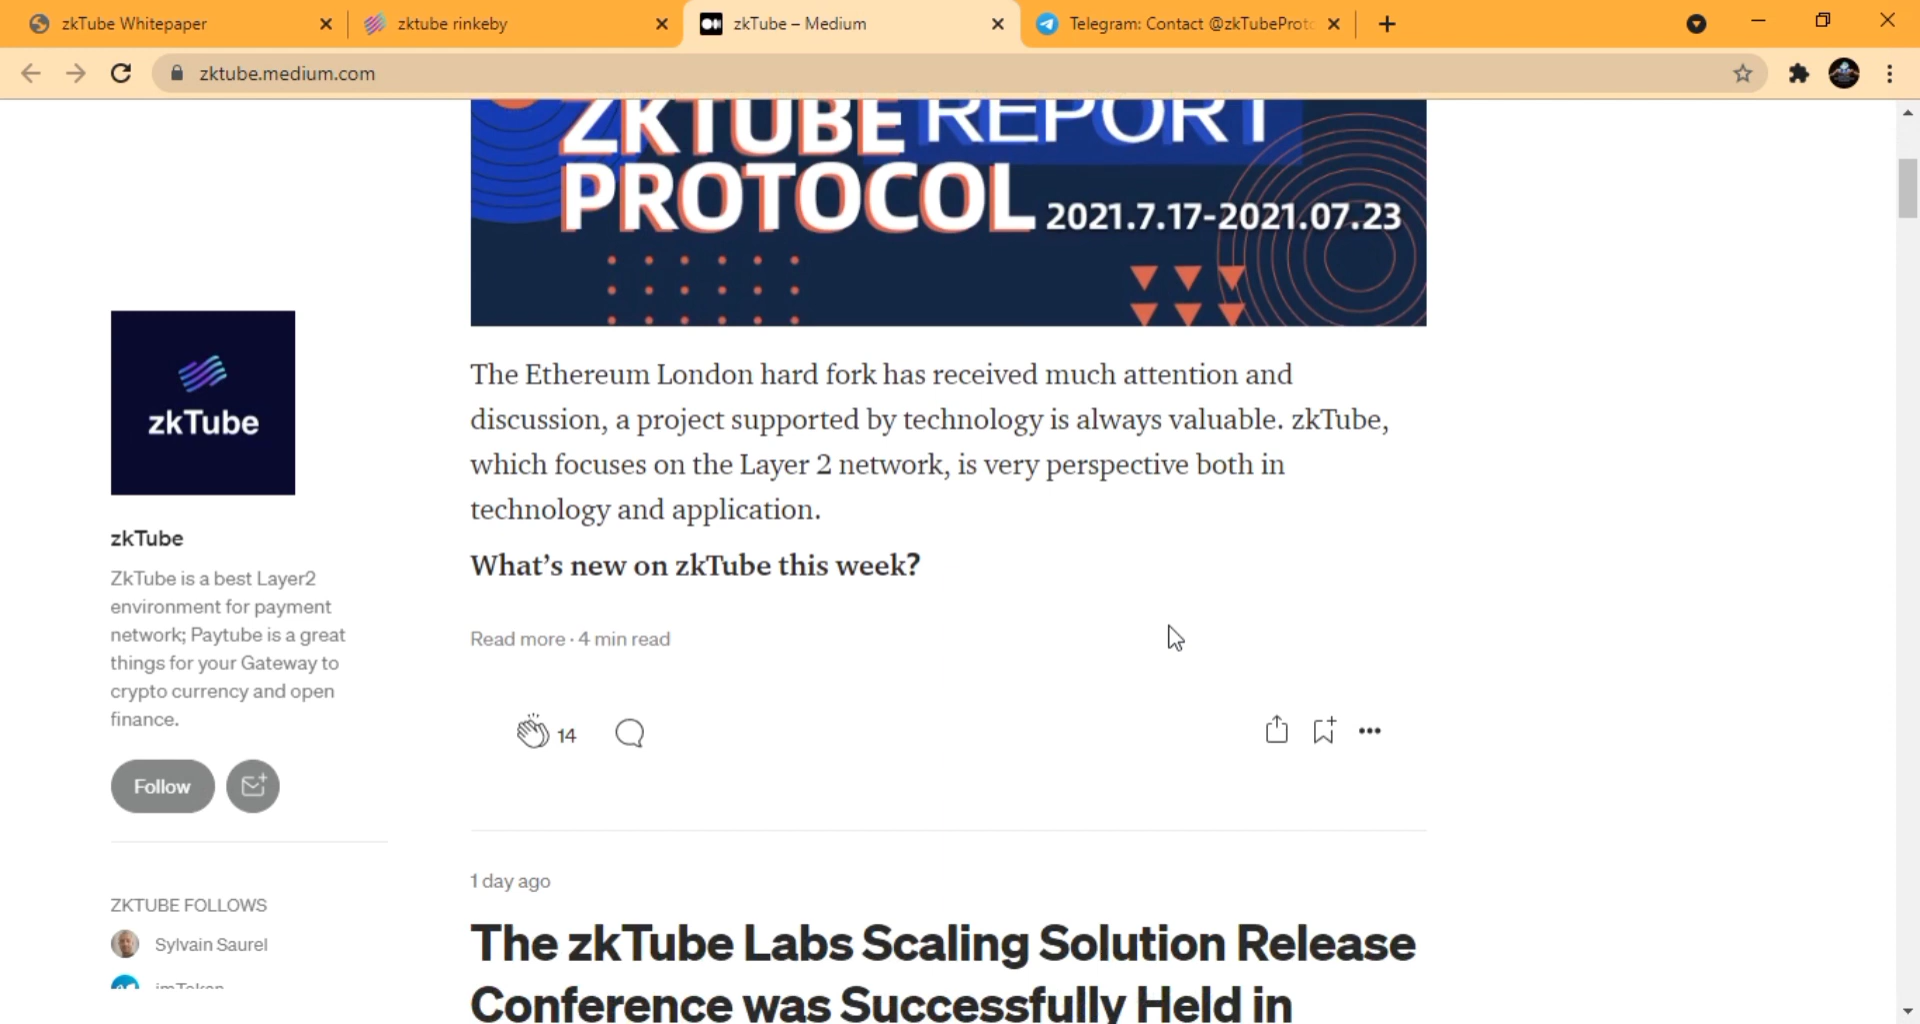 zkTube Whitepaper
zktube rinkeby
zkTube – Medium
Telegram: Contact @zkTubeProto
zktube.medium.com
ZKTUBE REPORT
PROTOCOL 2021.7.17-2021.07.23
The Ethereum London hard fork has received much attention and
discussion, a project supported by technology is always valuable. zkTube,
which focuses on the Layer 2 network, is very perspective both in
technology and application.
What's new on zkTube this week?
Read more · 4 min read
14
zkTube
zkTube
ZkTube is a best Layer2
environment for payment
network; Paytube is a great
things for your Gateway to
crypto currency and open
finance.
Follow
ZKTUBE FOLLOWS
Sylvain Saurel
imToken
1 day ago
The zkTube Labs Scaling Solution Release
Conference was Successfully Held in